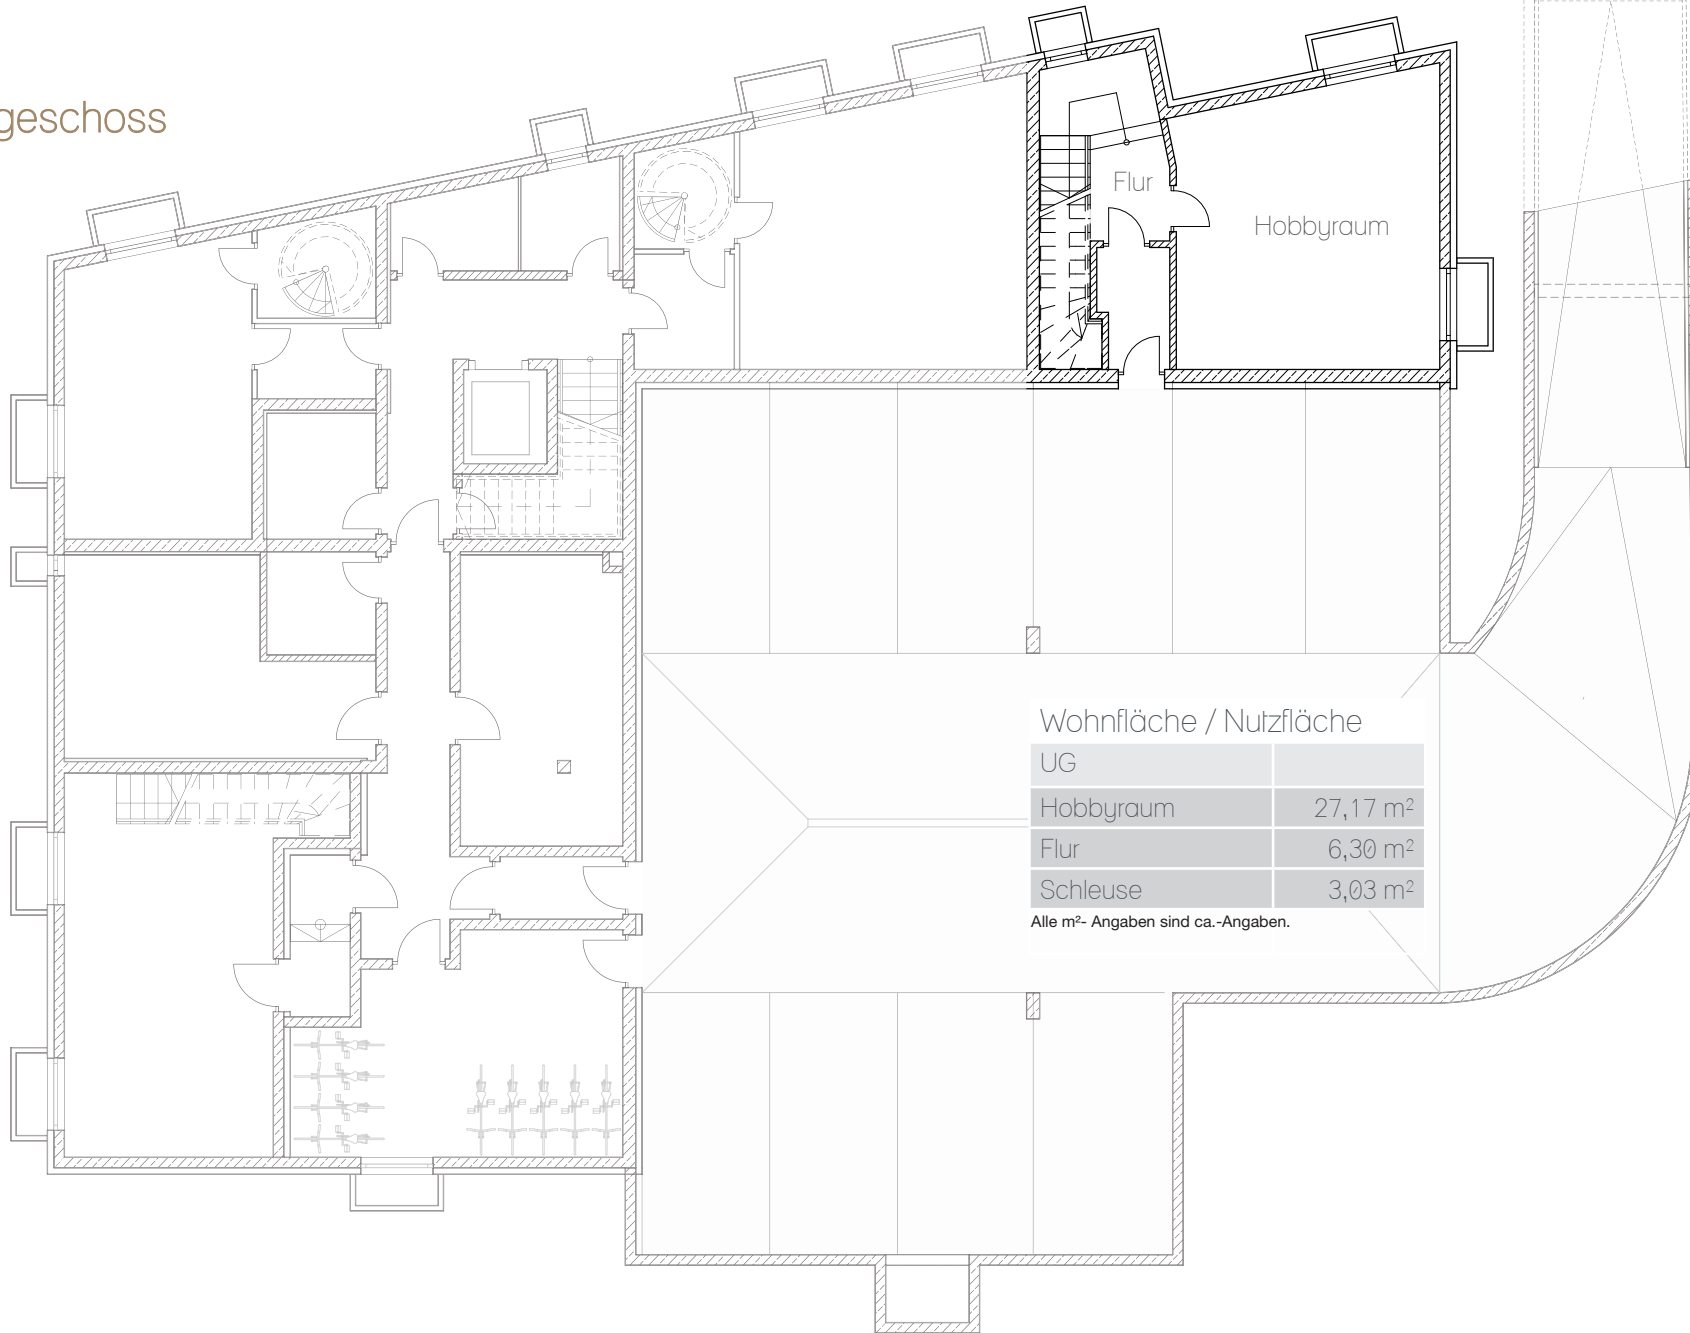 geschoss
Flur
Hobbyraum
Wohnfläche / Nutzfläche
UG
Hobbyraum 27,17 m²
Flur 6,30 m²
Schleuse 3,03 m²
Alle m²- Angaben sind ca.-Angaben.